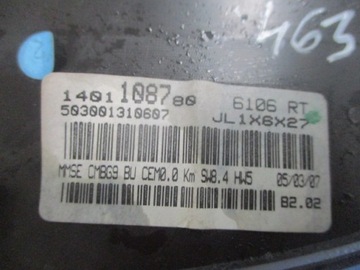 463
1401108780 6106 RT
503001310607 JL1X6X27
MMSE CMBG9 BU CEM0.0 Km SW8.4 HW5 05/03/07
82.02